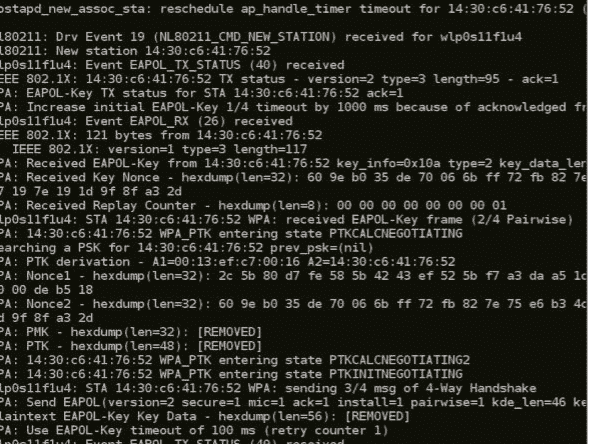 ostapd_new_assoc_sta: reschedule ap_handle_timer timeout for 14:30:c6:41:76:52 (
l80211: Drv Event 19 (NL80211_CMD_NEW_STATION) received for wlp0s11f1u4
l80211: New station 14:30:c6:41:76:52
lp0s11f1u4: Event EAPOL_TX_STATUS (40) received
EEE 802.1X: 14:30:c6:41:76:52 TX status - version=2 type=3 length=95 - ack=1
PA: EAPOL-Key TX status for STA 14:30:c6:41:76:52 ack=1
PA: Increase initial EAPOL-Key 1/4 timeout by 1000 ms because of acknowledged fr
lp0s11f1u4: Event EAPOL_RX (26) received
EEE 802.1X: 121 bytes from 14:30:c6:41:76:52
IEEE 802.1X: version=1 type=3 length=117
PA: Received EAPOL-Key from 14:30:c6:41:76:52 key_info=0x10a type=2 key_data_len
PA: Received Key Nonce - hexdump(len=32): 60 9e b0 35 de 70 06 6b ff 72 fb 82 7e
7 19 7e 19 1d 9f 8f a3 2d
PA: Received Replay Counter - hexdump(len=8): 00 00 00 00 00 00 00 01
lp0s11f1u4: STA 14:30:c6:41:76:52 WPA: received EAPOL-Key frame (2/4 Pairwise)
PA: 14:30:c6:41:76:52 WPA_PTK entering state PTKCALCNEGOTIATING
earching a PSK for 14:30:c6:41:76:52 prev_psk=(nil)
PA: PTK derivation - A1=00:13:ef:c7:00:16 A2=14:30:c6:41:76:52
PA: Nonce1 - hexdump(len=32): 2c 5b 80 d7 fe 58 5b 42 43 ef 52 5b f7 a3 da a5 1c
0 00 de b5 18
PA: Nonce2 - hexdump(len=32): 60 9e b0 35 de 70 06 6b ff 72 fb 82 7e 75 e6 b3 4c
d 9f 8f a3 2d
PA: PMK - hexdump(len=32): [REMOVED]
PA: PTK - hexdump(len=48): [REMOVED]
PA: 14:30:c6:41:76:52 WPA_PTK entering state PTKCALCNEGOTIATING2
PA: 14:30:c6:41:76:52 WPA_PTK entering state PTKINITNEGOTIATING
lp0s11f1u4: STA 14:30:c6:41:76:52 WPA: sending 3/4 msg of 4-Way Handshake
PA: Send EAPOL(version=2 secure=1 mic=1 ack=1 install=1 pairwise=1 kde_len=46 ke
laintext EAPOL-Key Key Data - hexdump(len=56): [REMOVED]
PA: Use EAPOL-Key timeout of 100 ms (retry counter 1)
lp0s11f1u4: Event EAPOL_TX_STATUS (40) received